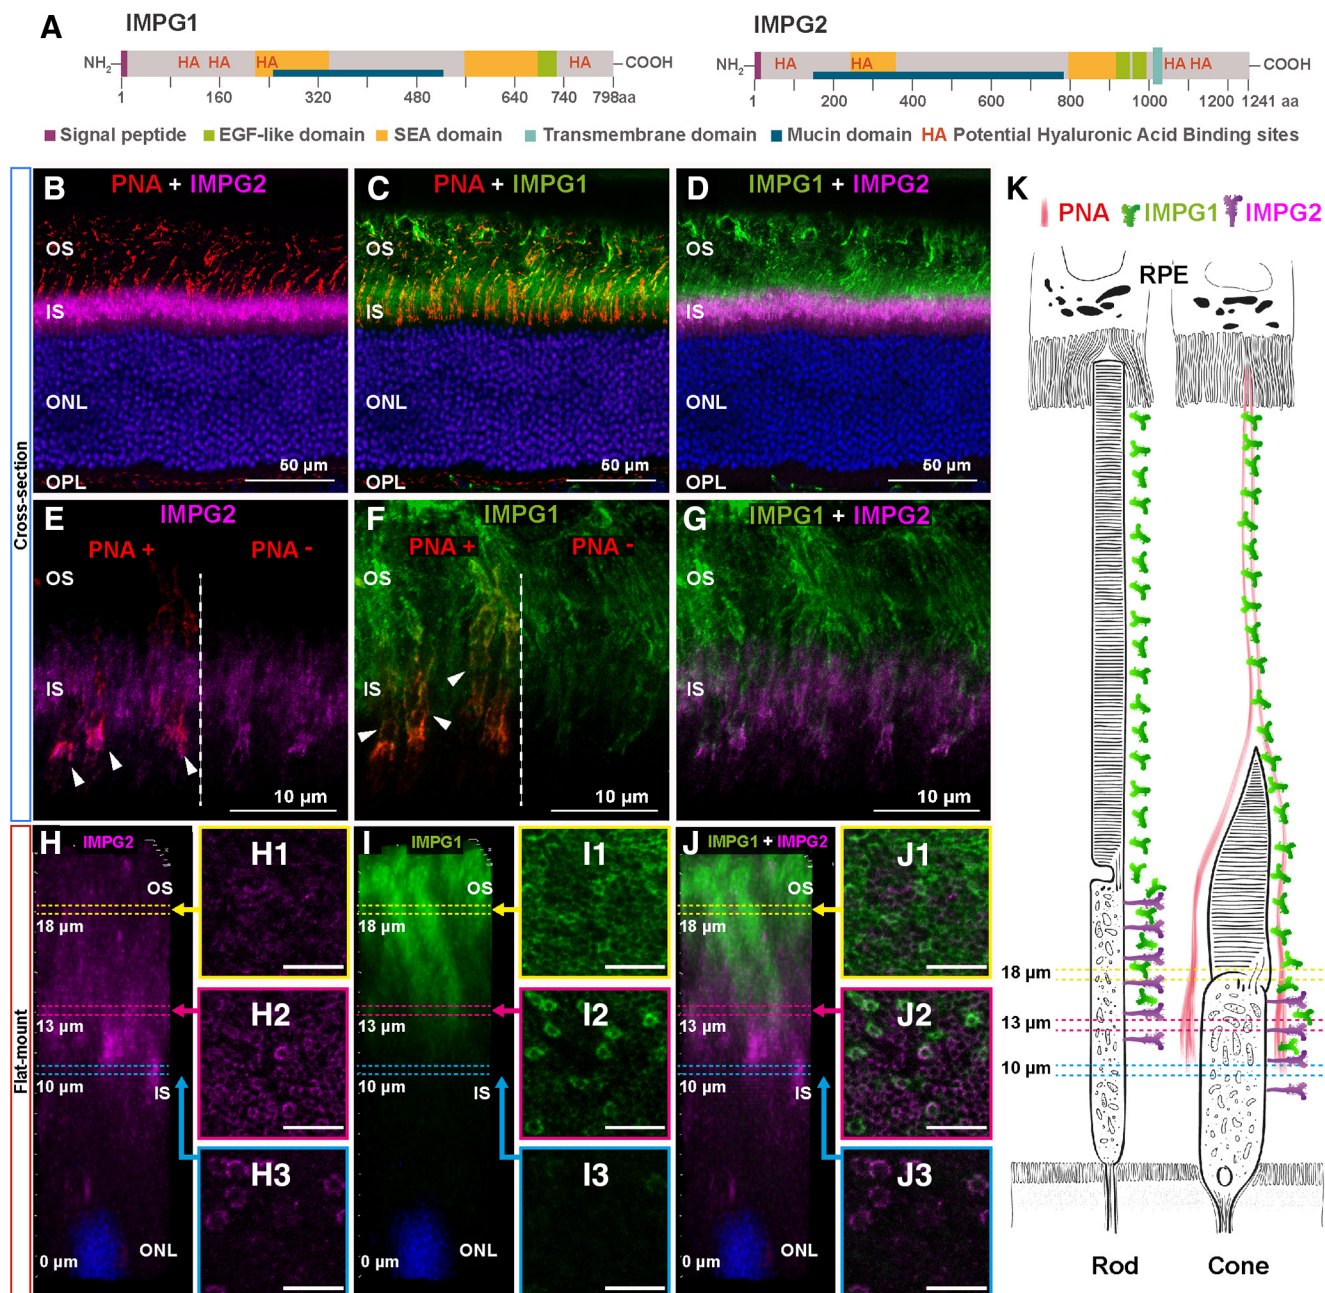 A
IMPG1
IMPG2
NH2 HA HA HA HA COOH
1 160 320 480 640 740 798aa
NH2 HA HA HA HA COOH
1 200 400 600 800 1000 1200 1241 aa
Signal peptide EGF-like domain SEA domain Transmembrane domain Mucin domain HA Potential Hyaluronic Acid Binding sites
Cross-section
B PNA + IMPG2
OS
IS
ONL
50 µm
OPL
C PNA + IMPG1
OS
IS
ONL
50 µm
OPL
D IMPG1 + IMPG2
OS
IS
ONL
50 µm
OPL
E IMPG2
PNA + PNA -
OS
IS
10 µm
F IMPG1
PNA + PNA -
OS
IS
10 µm
G IMPG1 + IMPG2
OS
IS
10 µm
Flat-mount
H IMPG2
OS
18 µm
13 µm
10 µm
IS
0 µm ONL
H1
H2
H3
I IMPG1
OS
18 µm
13 µm
10 µm
IS
0 µm ONL
I1
I2
I3
J IMPG1 + IMPG2
OS
18 µm
13 µm
10 µm
IS
0 µm ONL
J1
J2
J3
K
PNA IMPG1 IMPG2
RPE
18 µm
13 µm
10 µm
Rod Cone